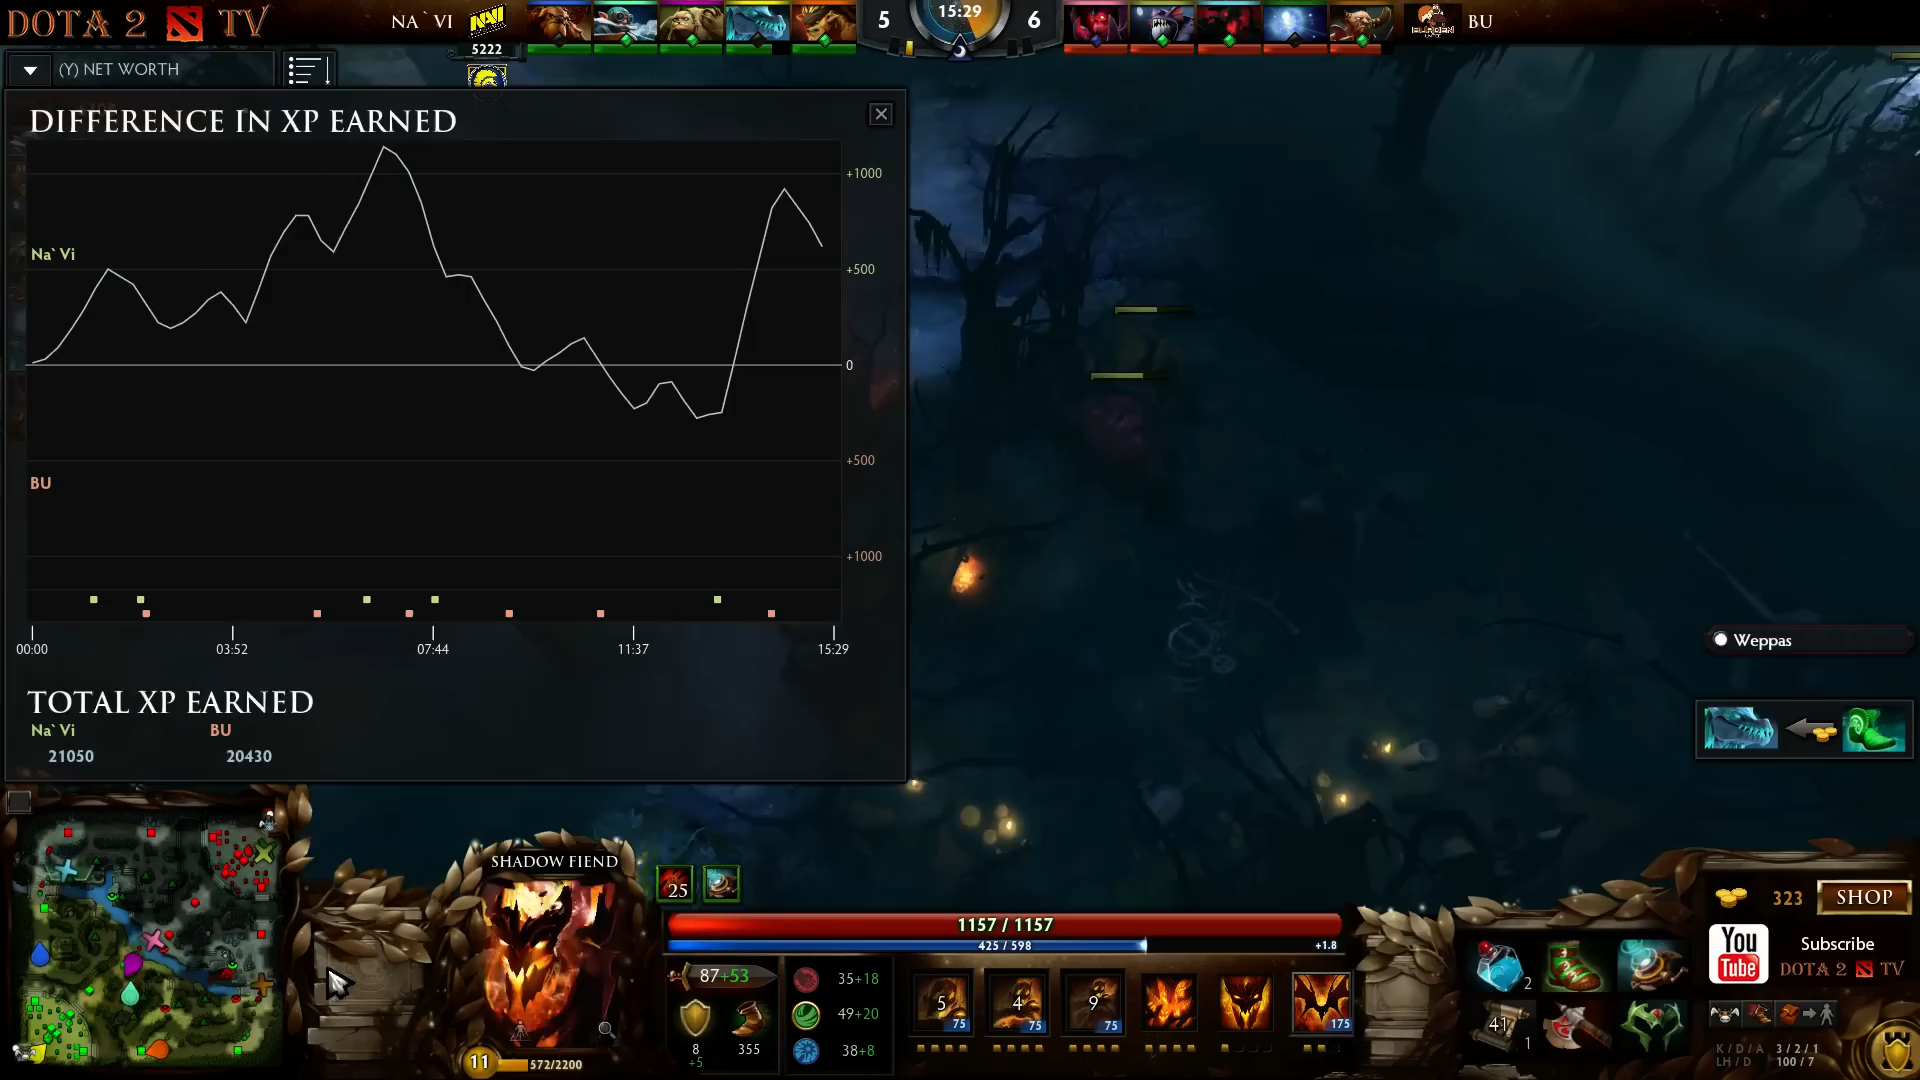 DOTA 2 TV
NA`VI
NAVI
5
15:29
6
BU
5222
(Y) NET WORTH
DIFFERENCE IN XP EARNED
+1000
Na`Vi
+500
0
+500
BU
+1000
00:00
03:52
07:44
11:37
15:29
TOTAL XP EARNED
Na`Vi
BU
21050
20430
Weppas
SHADOW FIEND
25
1157 / 1157
425 / 598
+1.8
87+53
35+18
49+20
38+8
8
+5
355
5
75
4
75
9
75
175
11
572/2200
2
41
1
323
SHOP
You
Tube
Subscribe
DOTA 2 TV
K / D / A 3 / 2 / 1
LH / D 100 / 7